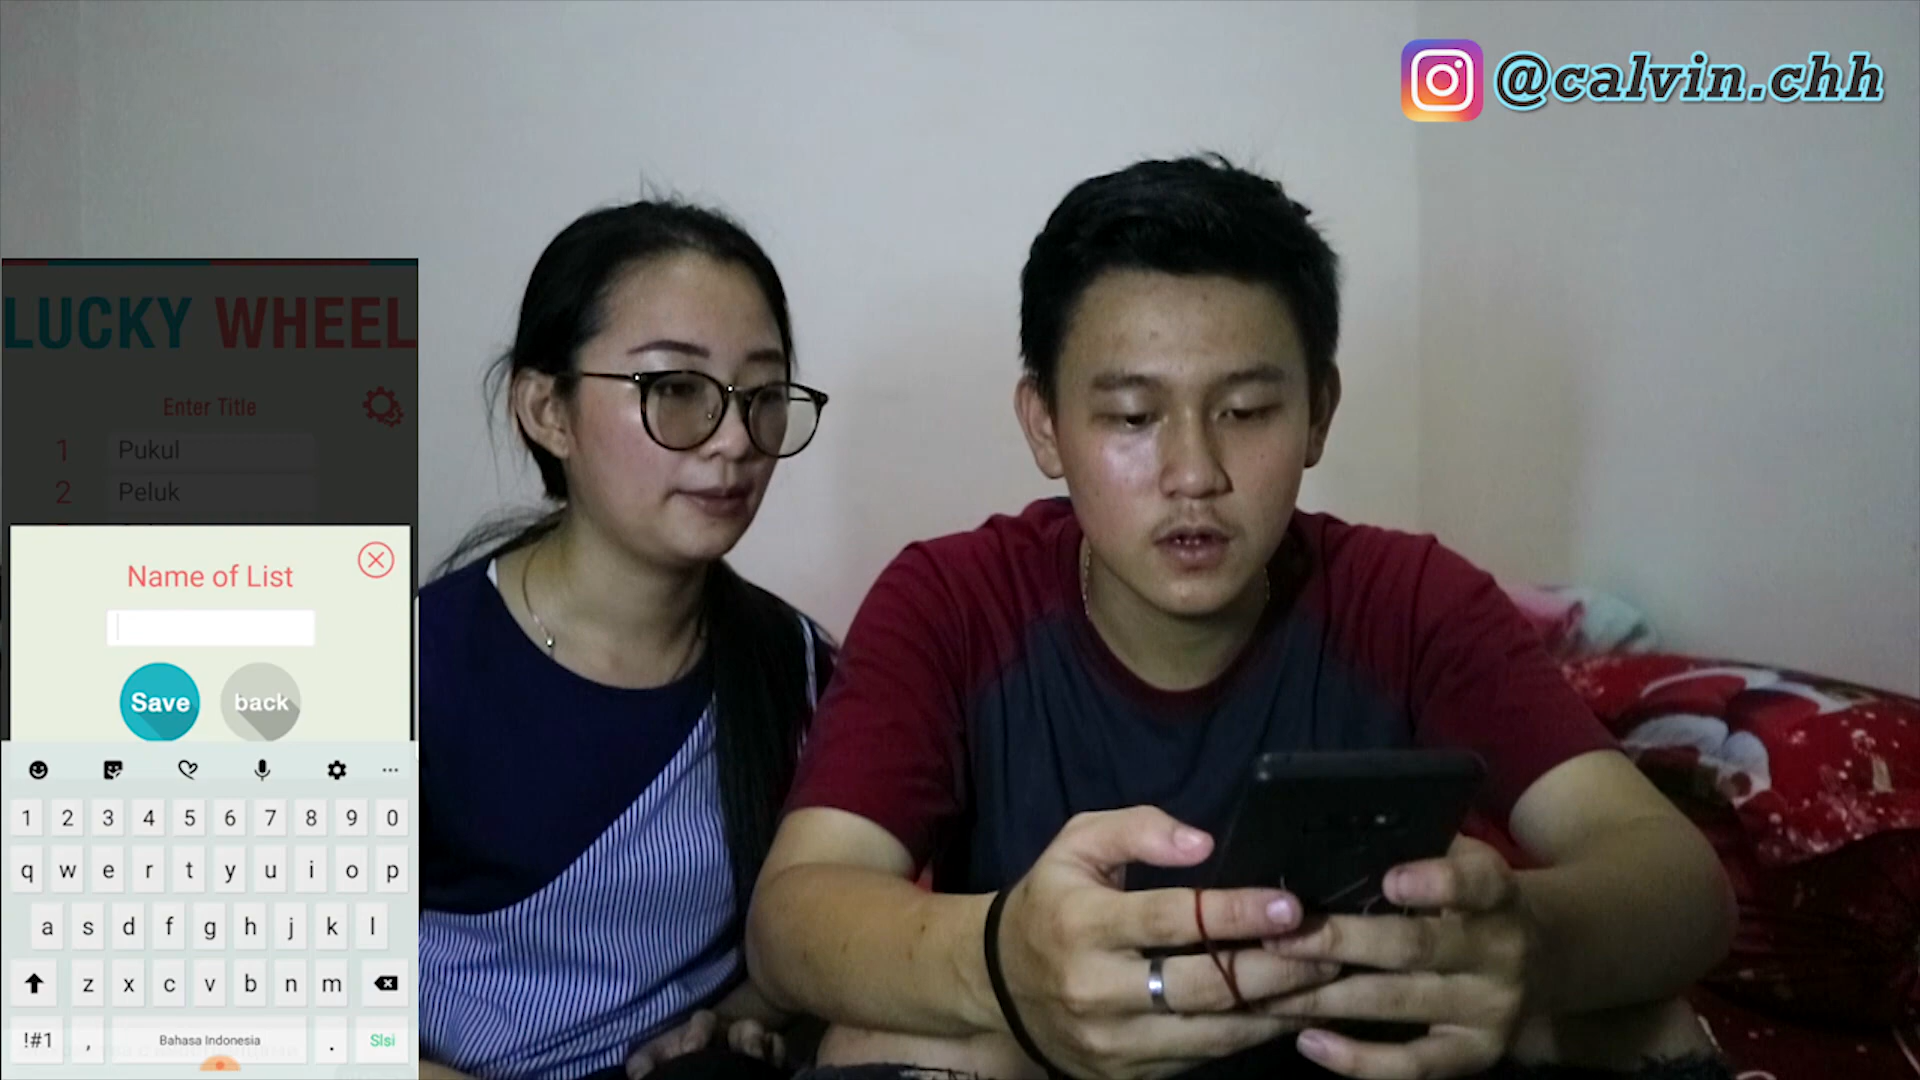 @calvin.chh
LUCKY WHEEL
Enter Title
1 Pukul
2 Peluk
Name of List
Save back
1 2 3 4 5 6 7 8 9 0
q w e r t y u i o p
a s d f g h j k l
z x c v b n m
!#1 , Bahasa Indonesia . Slsi